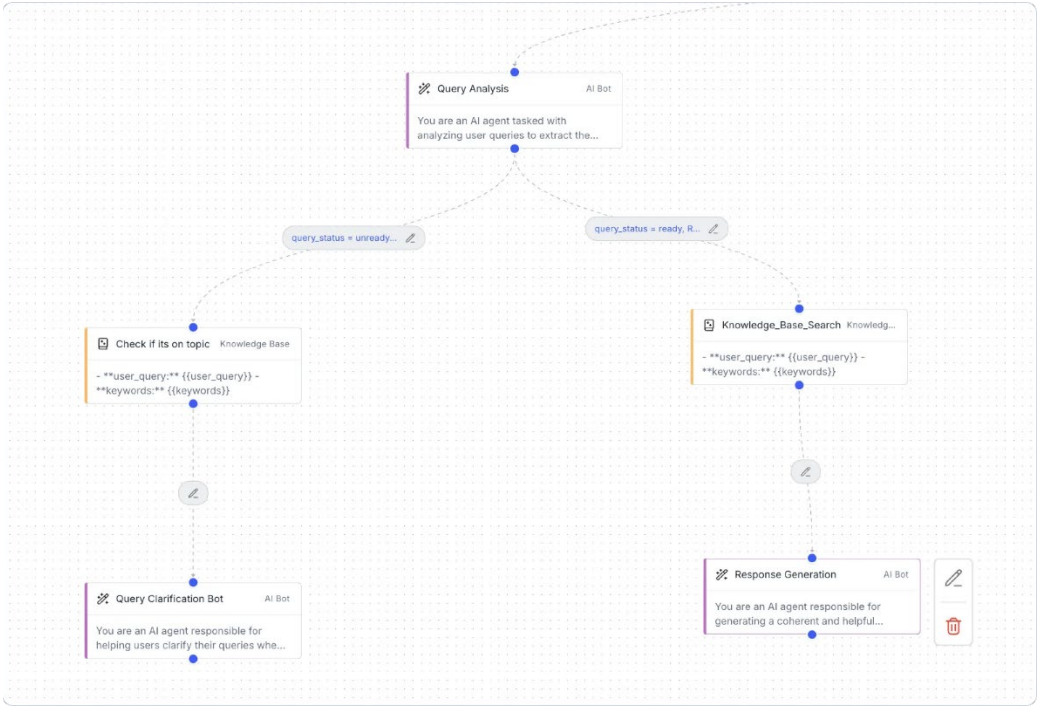 Query Analysis AI Bot
You are an AI agent tasked with
analyzing user queries to extract the...
query_status = unready...
query_status = ready, R...
Check if its on topic Knowledge Base
- **user_query:** {{user_query}} -
**keywords:** {{keywords}}
Knowledge_Base_Search Knowledg...
- **user_query:** {{user_query}} -
**keywords:** {{keywords}}
Query Clarification Bot AI Bot
You are an AI agent responsible for
helping users clarify their queries whe...
Response Generation AI Bot
You are an AI agent responsible for
generating a coherent and helpful...